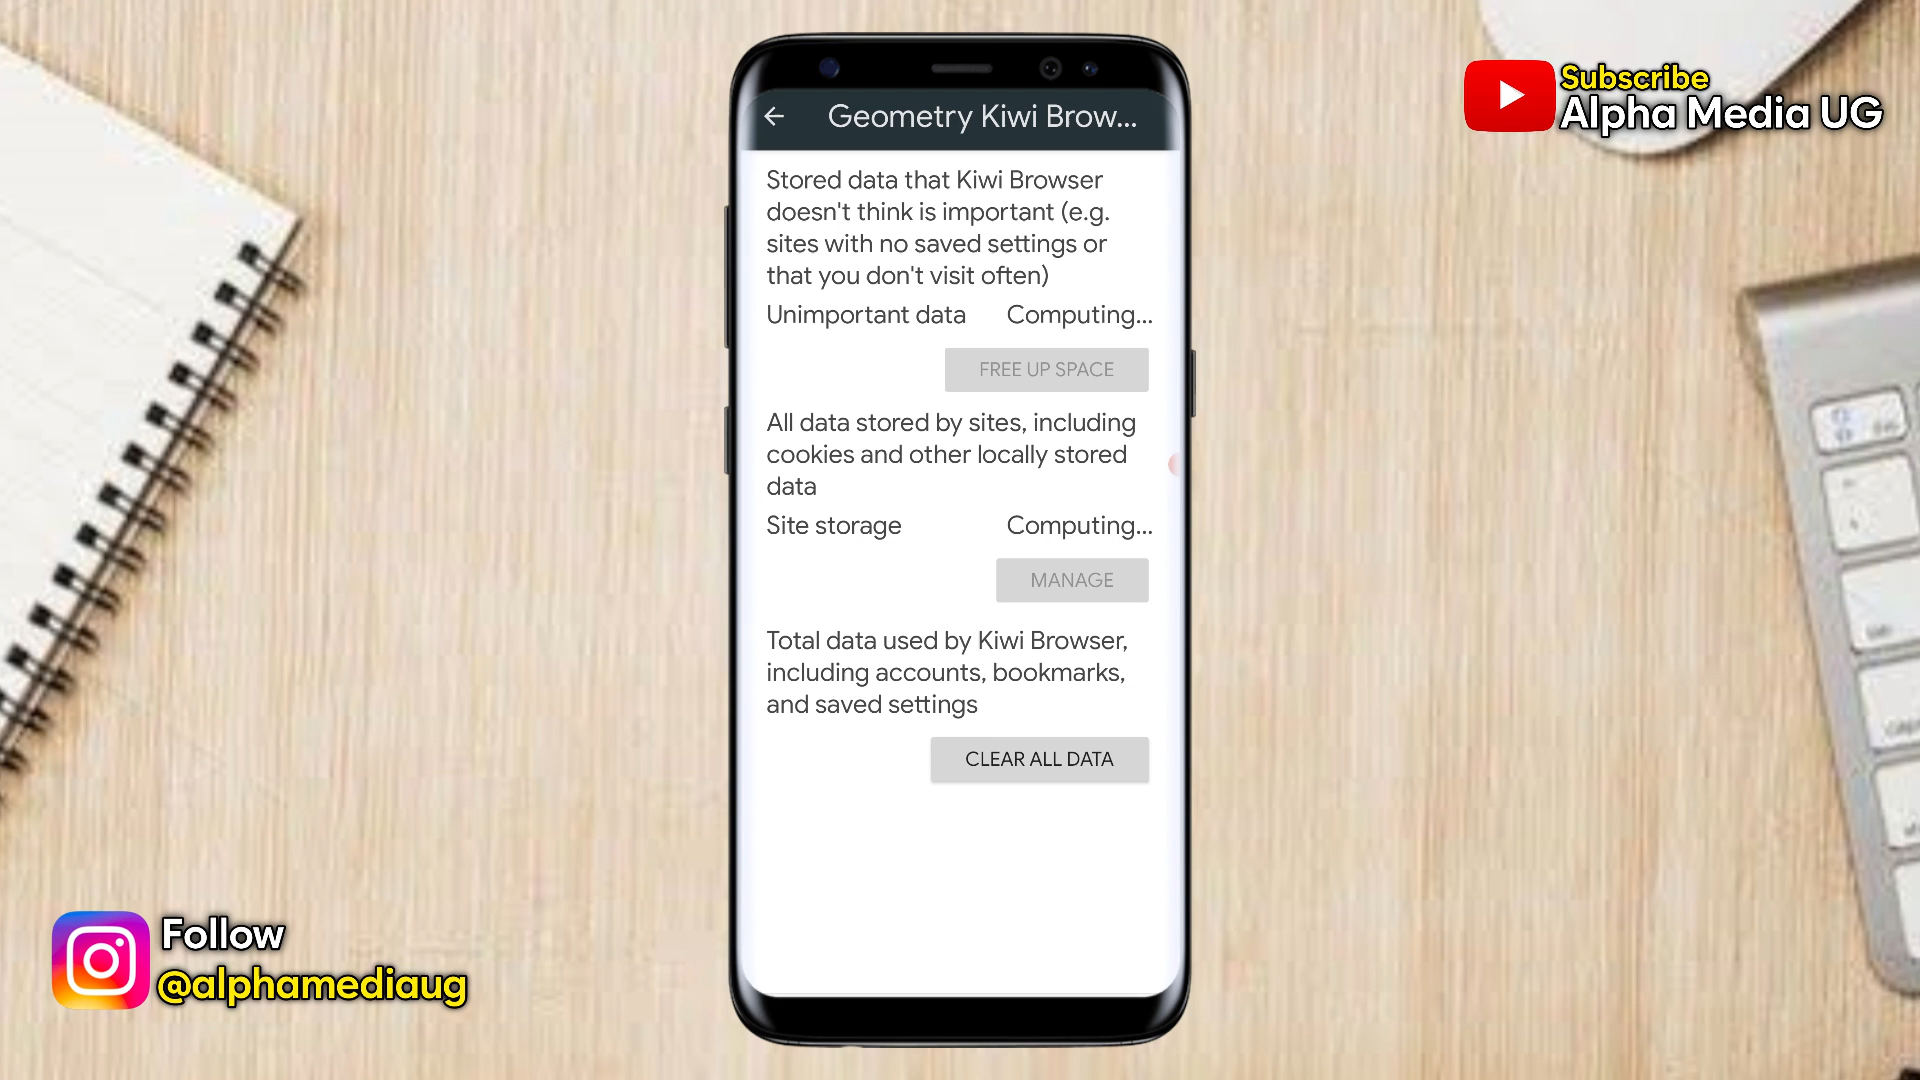 Geometry Kiwi Brow...
Subscribe
Alpha Media UG
Stored data that Kiwi Browser
doesn't think is important (e.g.
sites with no saved settings or
that you don't visit often)
Unimportant data Computing...
FREE UP SPACE
All data stored by sites, including
cookies and other locally stored
data
Site storage Computing...
MANAGE
Total data used by Kiwi Browser,
including accounts, bookmarks,
and saved settings
CLEAR ALL DATA
Follow
@alphamediaug